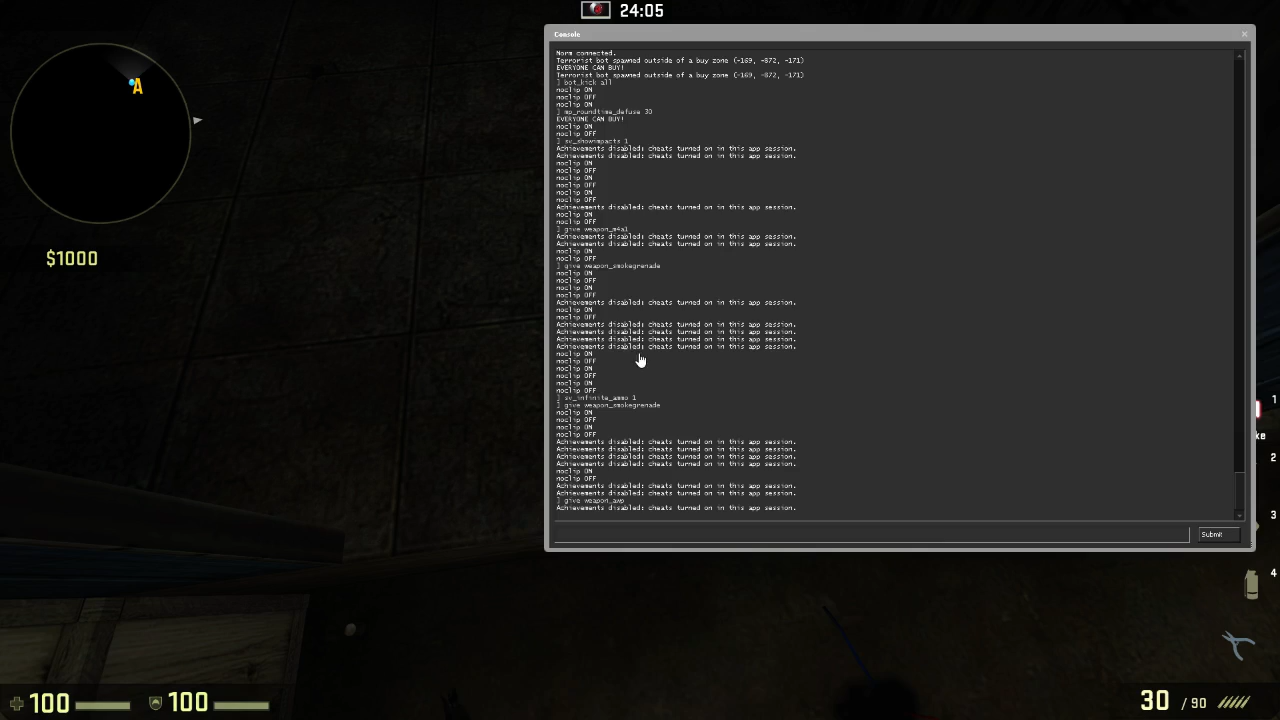 24:05
A
$1000
Console
Norm connected.
Terrorist bot spawned outside of a buy zone (-169, -872, -171)
EVERYONE CAN BUY!
Terrorist bot spawned outside of a buy zone (-169, -872, -171)
] bot_kick all
noclip ON
noclip OFF
noclip ON
] mp_roundtime_defuse 30
EVERYONE CAN BUY!
noclip ON
noclip OFF
] sv_showimpacts 1
Achievements disabled: cheats turned on in this app session.
Achievements disabled: cheats turned on in this app session.
noclip ON
noclip OFF
noclip ON
noclip OFF
noclip ON
noclip OFF
Achievements disabled: cheats turned on in this app session.
noclip ON
noclip OFF
] give weapon_m4a1
Achievements disabled: cheats turned on in this app session.
Achievements disabled: cheats turned on in this app session.
noclip ON
noclip OFF
] give weapon_smokegrenade
noclip ON
noclip OFF
noclip ON
noclip OFF
Achievements disabled: cheats turned on in this app session.
noclip ON
noclip OFF
Achievements disabled: cheats turned on in this app session.
Achievements disabled: cheats turned on in this app session.
Achievements disabled: cheats turned on in this app session.
Achievements disabled: cheats turned on in this app session.
noclip ON
noclip OFF
noclip ON
noclip OFF
noclip ON
noclip OFF
] sv_infinite_ammo 1
] give weapon_smokegrenade
noclip ON
noclip OFF
noclip ON
noclip OFF
Achievements disabled: cheats turned on in this app session.
Achievements disabled: cheats turned on in this app session.
Achievements disabled: cheats turned on in this app session.
Achievements disabled: cheats turned on in this app session.
noclip ON
noclip OFF
Achievements disabled: cheats turned on in this app session.
Achievements disabled: cheats turned on in this app session.
] give weapon_awp
Achievements disabled: cheats turned on in this app session.
Submit
1
ke
2
3
4
100
100
30 / 90